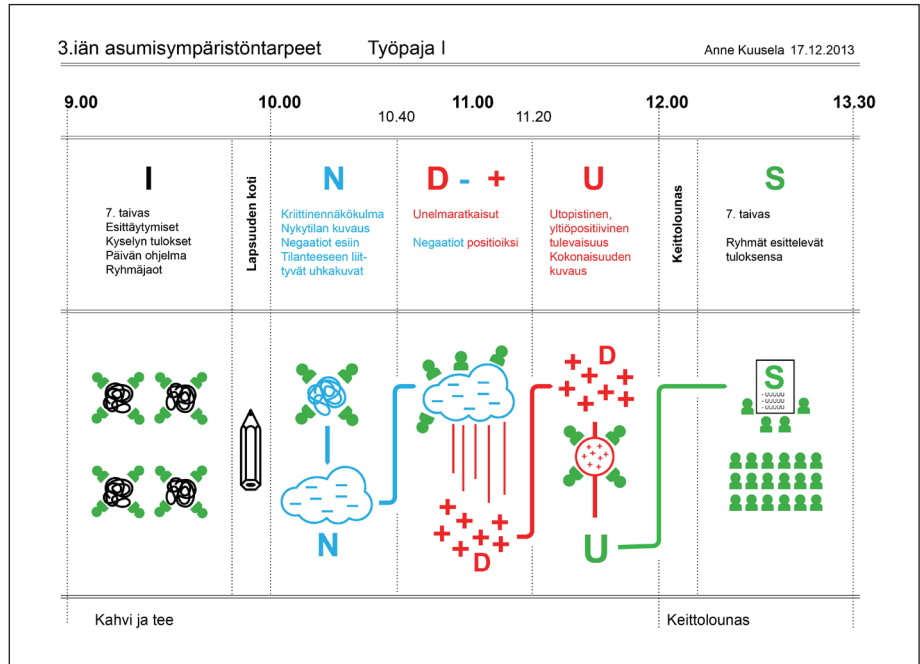 3.iän asumisympäristöntarpeet Työpaja I
Anne Kuusela 17.12.2013
9.00 10.00 11.00 12.00 13.30
10.40 11.20
I
7. taivas
Esittäytymiset
Kyselyn tulokset
Päivän ohjelma
Ryhmäjaot
Lapsuuden koti
N
Kriittinennäkökulma
Nykytilan kuvaus
Negaatiot esiin
Tilanteeseen liit-
tyvät uhkakuvat
D - +
Unelmaratkaisut
Negaatiot positioiksi
U
Utopistinen,
yltiöpositiivinen
tulevaisuus
Kokonaisuuden
kuvaus
Keittolounas
S
7. taivas
Ryhmät esittelevät
tuloksensa
N
D
D
U
S
- UUUUU
- UUUUU
- UUUUU
Kahvi ja tee
Keittolounas